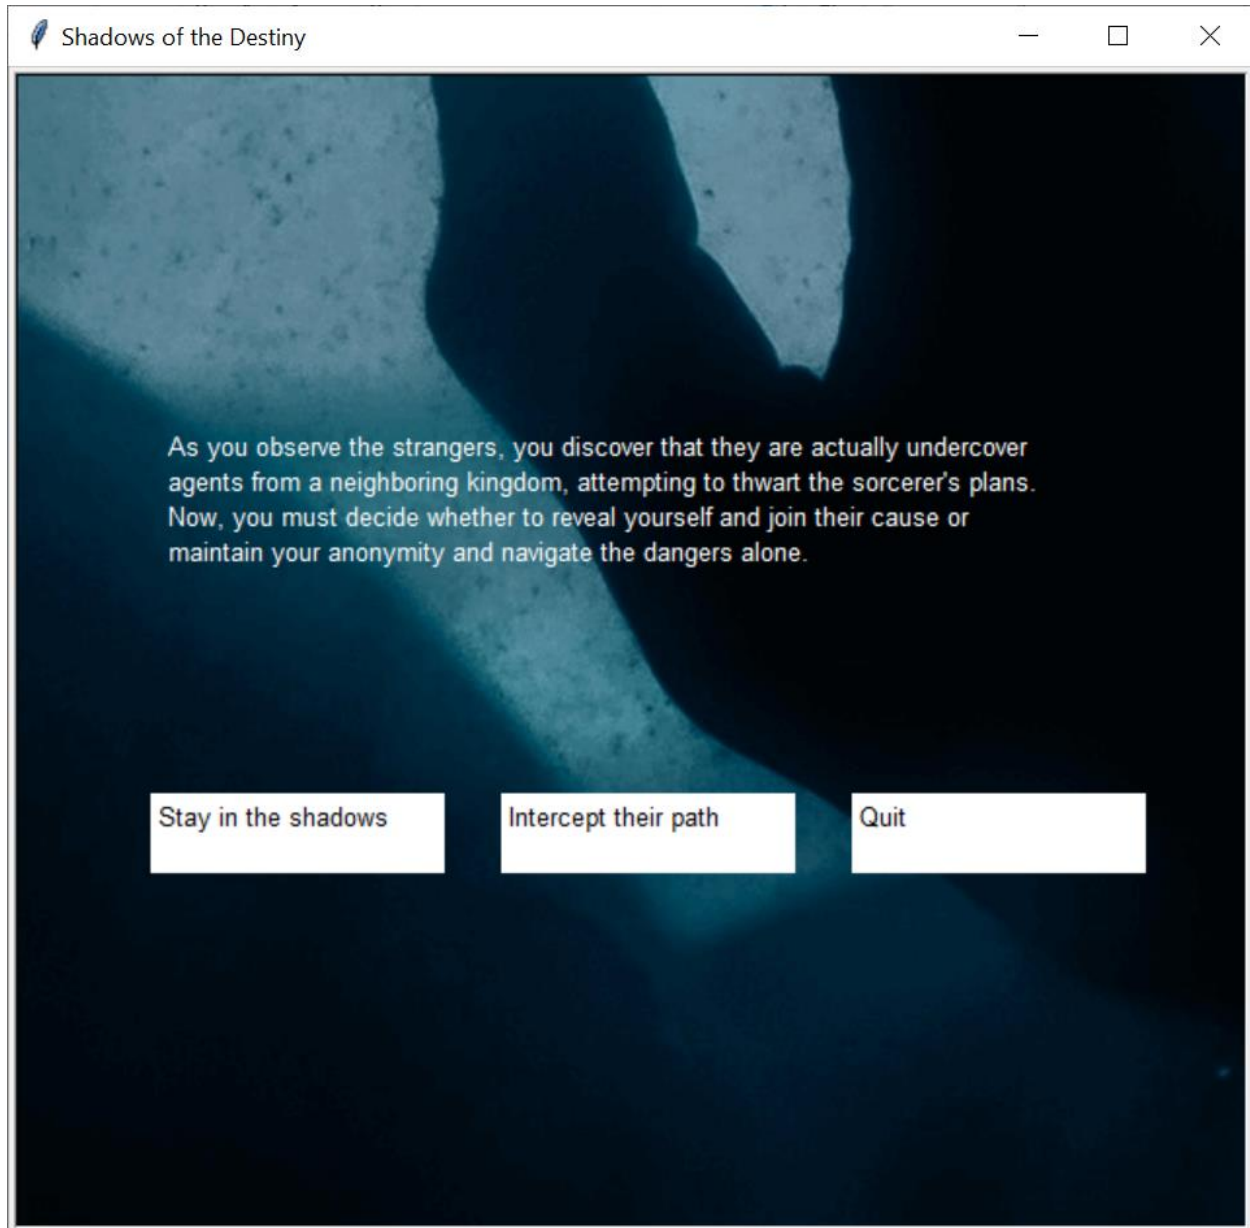 Shadows of the Destiny
As you observe the strangers, you discover that they are actually undercover
agents from a neighboring kingdom, attempting to thwart the sorcerer's plans.
Now, you must decide whether to reveal yourself and join their cause or
maintain your anonymity and navigate the dangers alone.
Stay in the shadows
Intercept their path
Quit